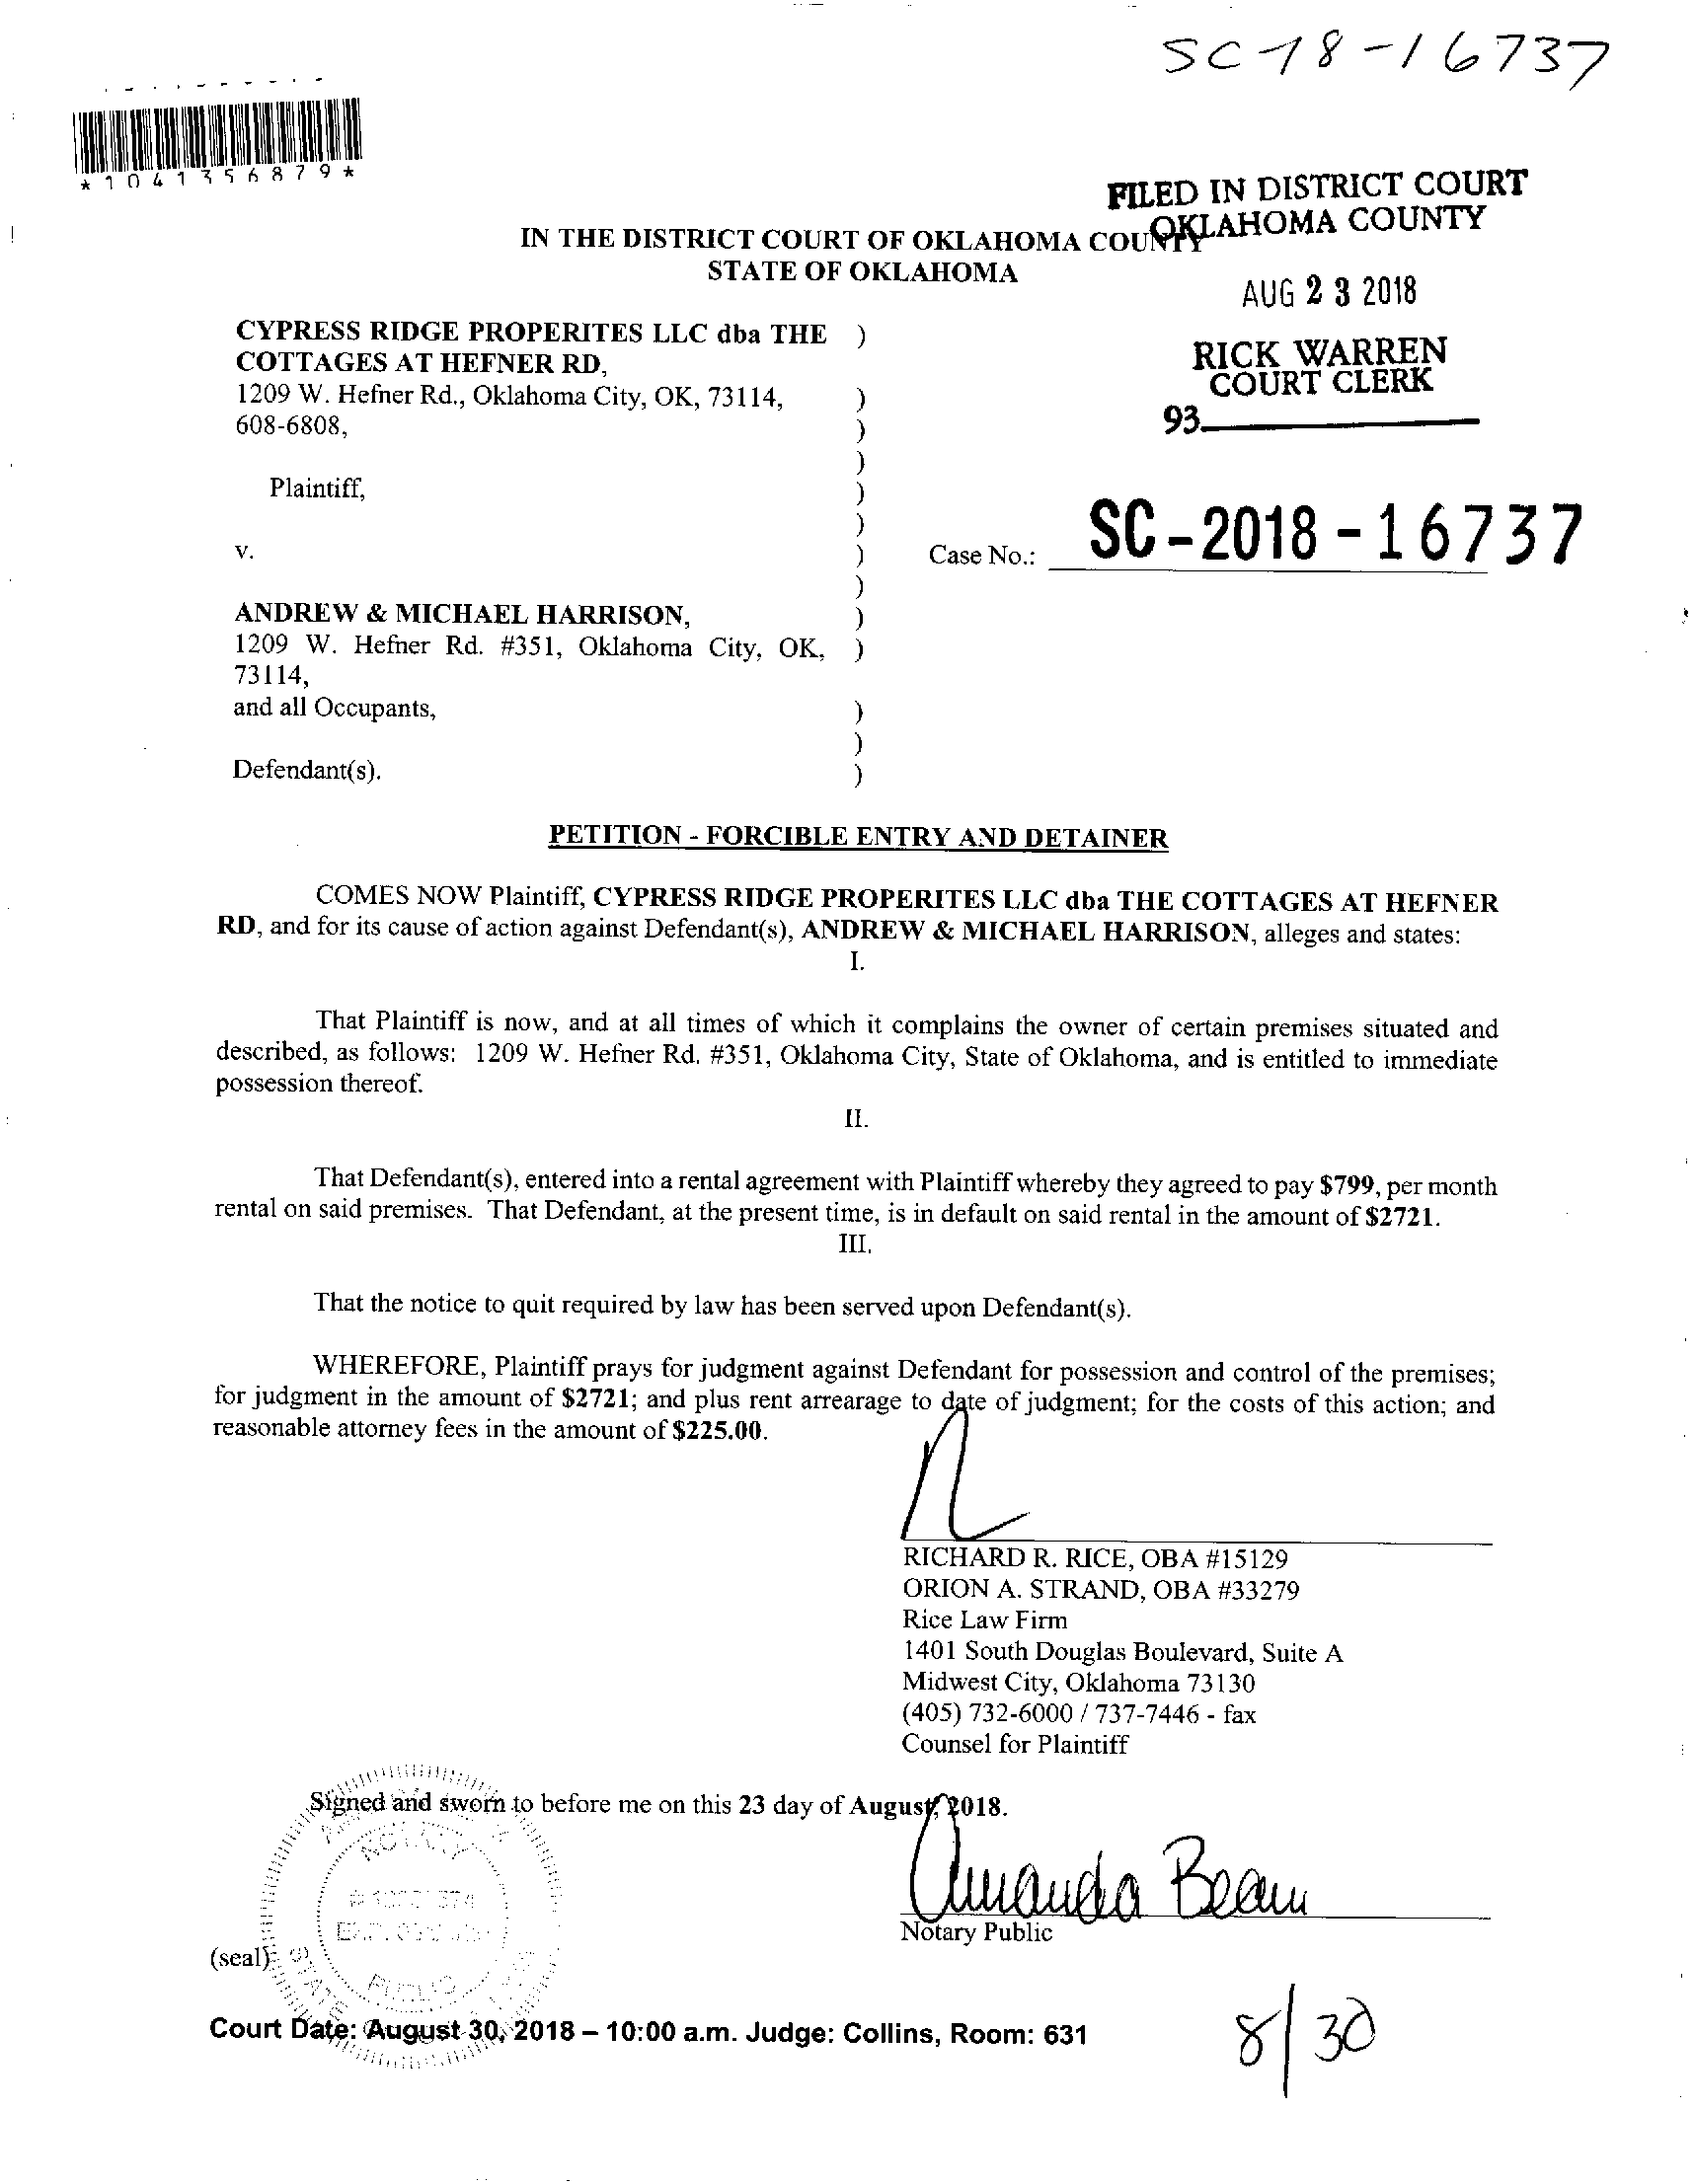 SC-18-16737
*1041356879*
FILED IN DISTRICT COURT
OKLAHOMA COUNTY
IN THE DISTRICT COURT OF OKLAHOMA COUNTY
STATE OF OKLAHOMA
AUG 23 2018
RICK WARREN
COURT CLERK
93
CYPRESS RIDGE PROPERITES LLC dba THE )
COTTAGES AT HEFNER RD,
1209 W. Hefner Rd., Oklahoma City, OK, 73114, )
608-6808, )
)
Plaintiff, )
)
v. )
Case No.: SC-2018-16737
)
ANDREW & MICHAEL HARRISON, )
1209 W. Hefner Rd. #351, Oklahoma City, OK, )
73114,
and all Occupants, )
)
Defendant(s). )
PETITION - FORCIBLE ENTRY AND DETAINER
COMES NOW Plaintiff, CYPRESS RIDGE PROPERITES LLC dba THE COTTAGES AT HEFNER
RD, and for its cause of action against Defendant(s), ANDREW & MICHAEL HARRISON, alleges and states:
I.
That Plaintiff is now, and at all times of which it complains the owner of certain premises situated and
described, as follows: 1209 W. Hefner Rd. #351, Oklahoma City, State of Oklahoma, and is entitled to immediate
possession thereof.
II.
That Defendant(s), entered into a rental agreement with Plaintiff whereby they agreed to pay $799, per month
rental on said premises. That Defendant, at the present time, is in default on said rental in the amount of $2721.
III.
That the notice to quit required by law has been served upon Defendant(s).
WHEREFORE, Plaintiff prays for judgment against Defendant for possession and control of the premises;
for judgment in the amount of $2721; and plus rent arrearage to date of judgment; for the costs of this action; and
reasonable attorney fees in the amount of $225.00.
RICHARD R. RICE, OBA #15129
ORION A. STRAND, OBA #33279
Rice Law Firm
1401 South Douglas Boulevard, Suite A
Midwest City, Oklahoma 73130
(405) 732-6000 / 737-7446 - fax
Counsel for Plaintiff
Signed and sworn to before me on this 23 day of August, 2018.
Amanda Beam
Notary Public
NOTARY
PUBLIC
STATE
(seal)
Court Date: August 30, 2018 – 10:00 a.m. Judge: Collins, Room: 631
8/30